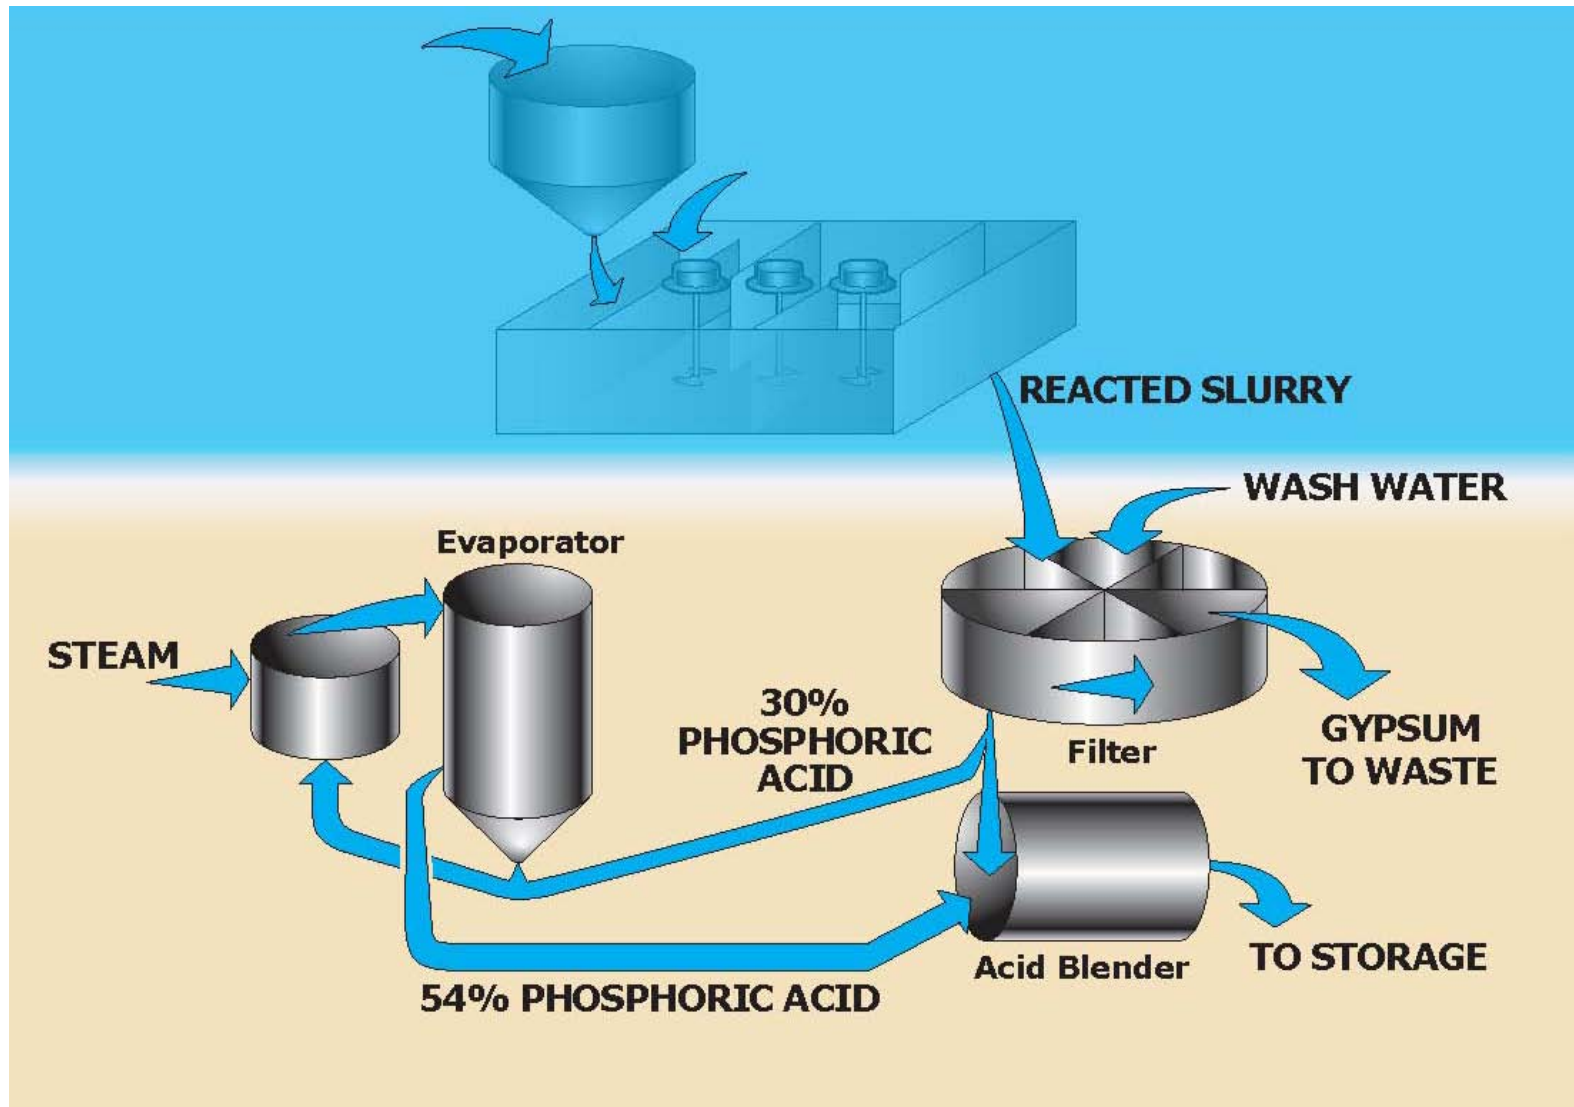 REACTED SLURRY
WASH WATER
Evaporator
STEAM
30%
PHOSPHORIC
ACID
Filter
GYPSUM
TO WASTE
Acid Blender
TO STORAGE
54% PHOSPHORIC ACID